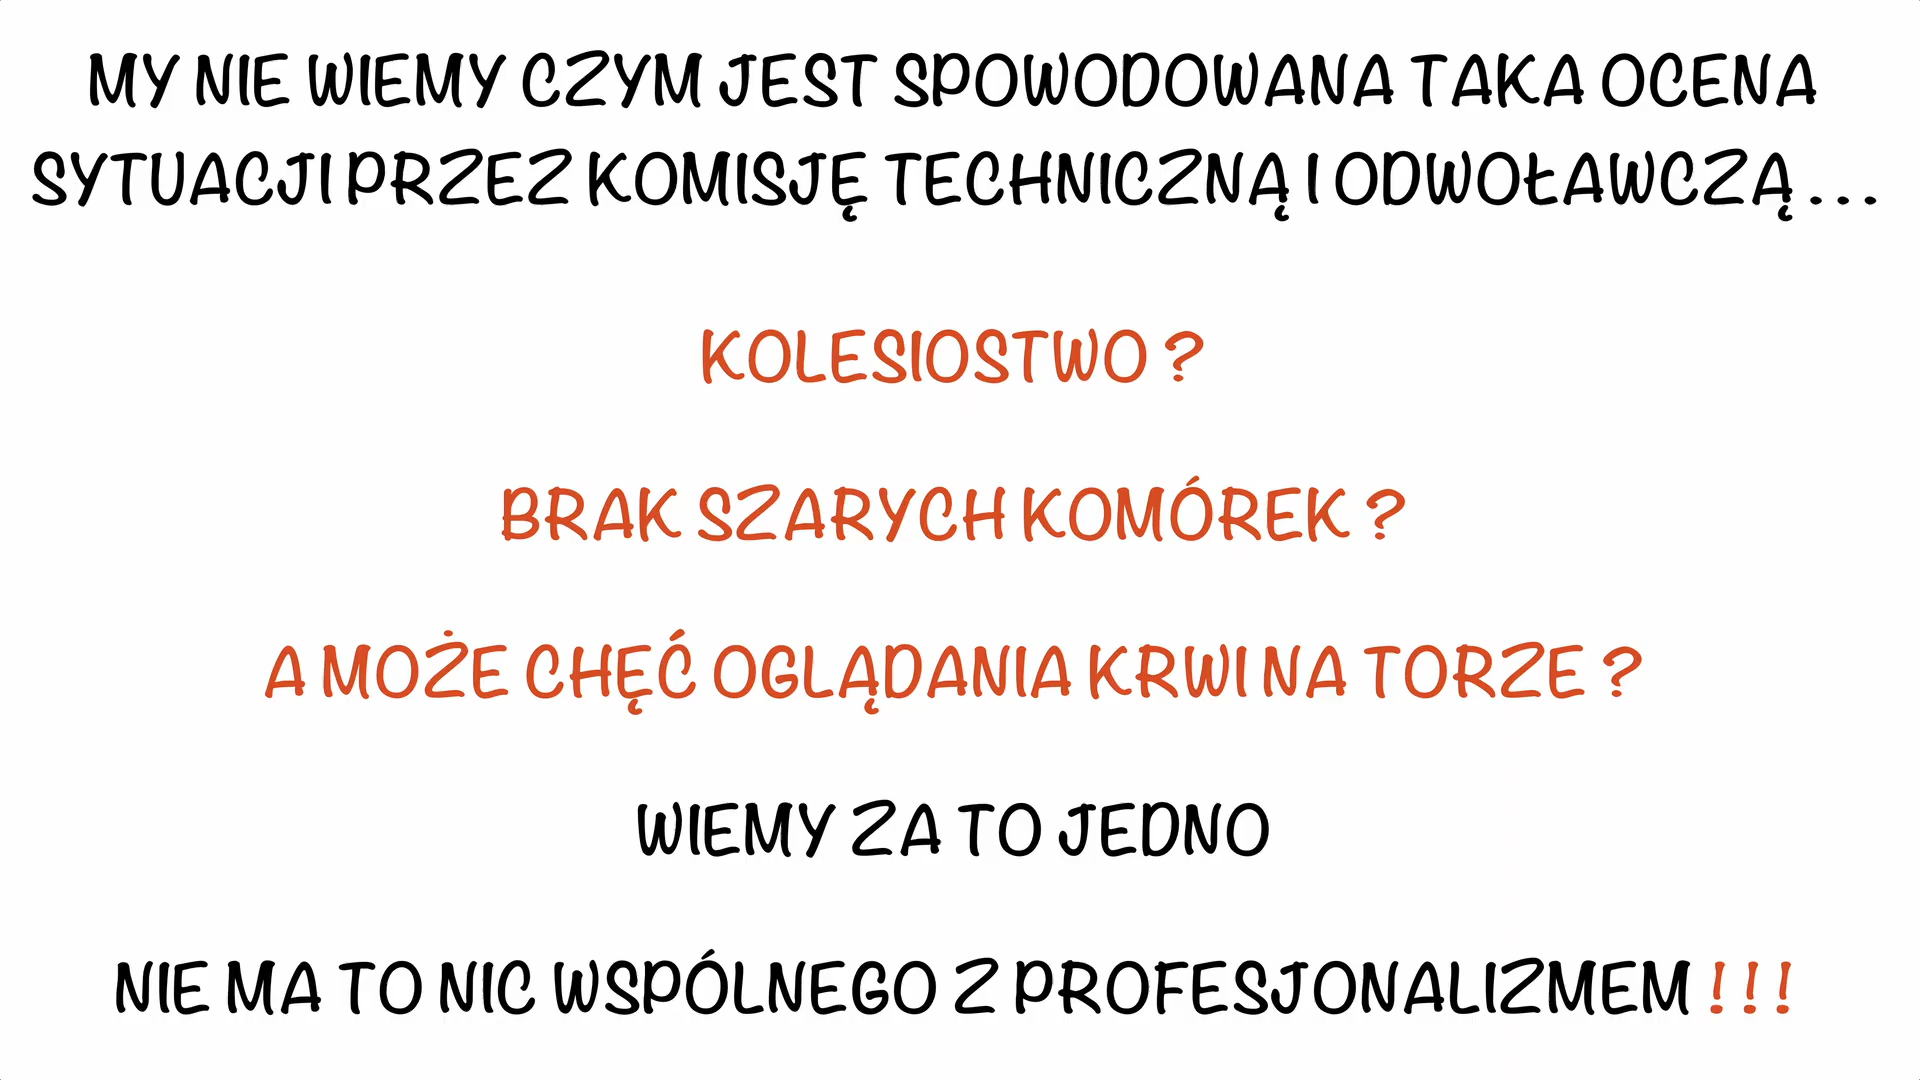 MY NIE WIEMY CZYM JEST SPOWODOWANA TAKA OCENA
SYTUACJI PRZEZ KOMISJĘ TECHNICZNĄ I ODWOŁAWCZĄ...
KOLESIOSTWO ?
BRAK SZARYCH KOMÓREK ?
A MOŻE CHĘĆ OGLĄDANIA KRWI NA TORZE ?
WIEMY ZA TO JEDNO
NIE MA TO NIC WSPÓLNEGO Z PROFESJONALIZMEM !!!